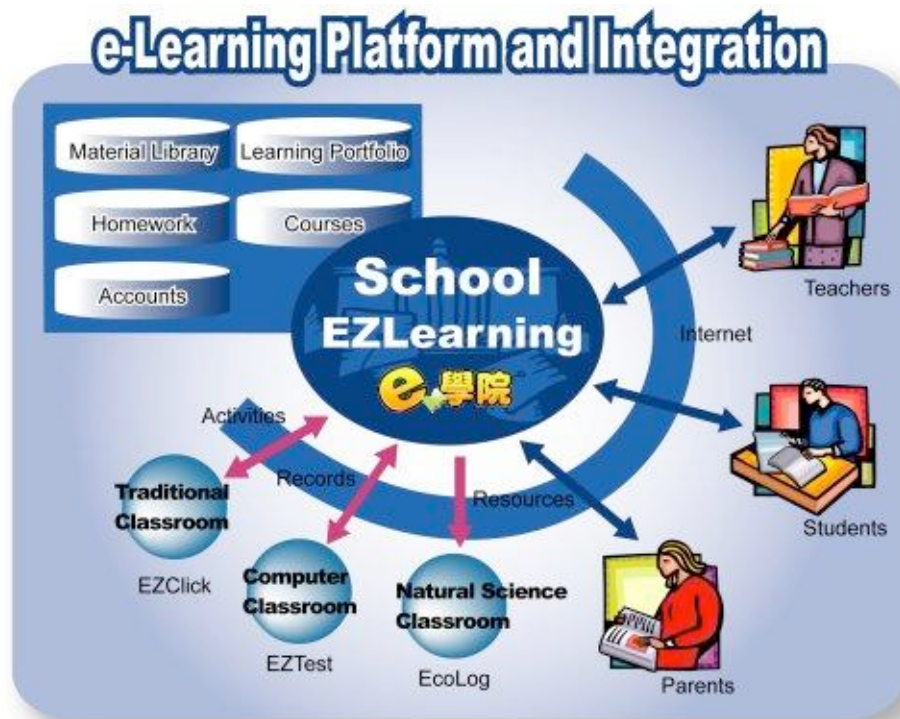 e-Learning Platform and Integration
Material Library
Learning Portfolio
Homework
Courses
Accounts
School
EZLearning
e學院
Teachers
Internet
Students
Activities
Records
Resources
Traditional
Classroom
EZClick
Computer
Classroom
EZTest
Natural Science
Classroom
EcoLog
Parents